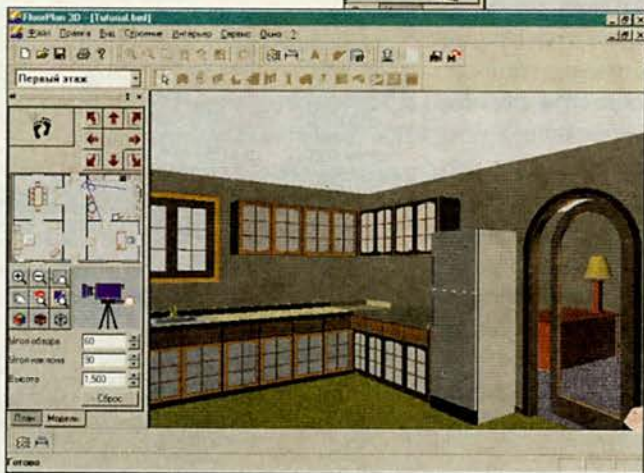 FloorPlan 3D - [Tutorial.bml]
Файл Правка Вид Строение Интерьер Сервис Окно ?
Первый этаж
Угол обзора 60
Угол наклона 90
Высота 1,500
Сброс
План Модель
Готово